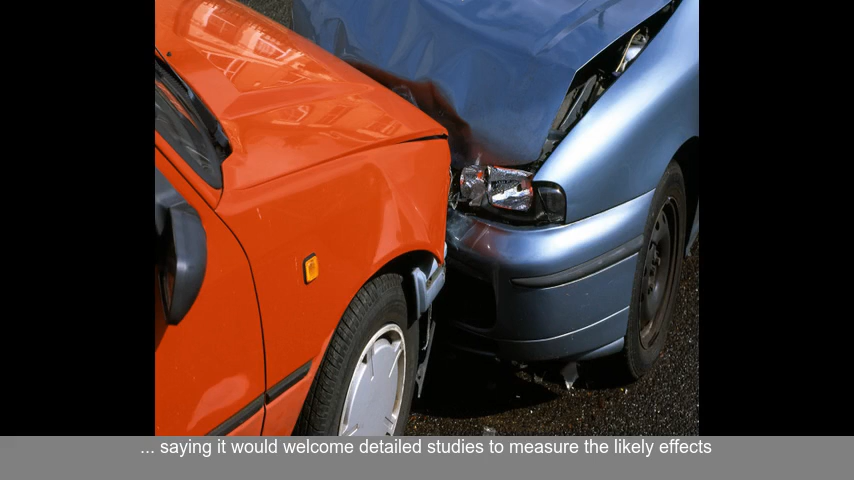 ... saying it would welcome detailed studies to measure the likely effects